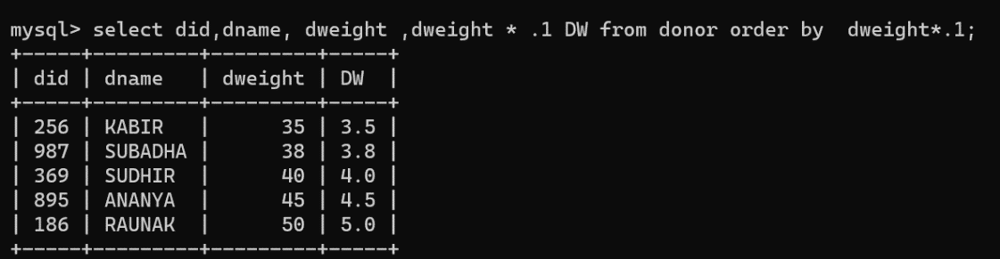 mysql> select did,dname, dweight ,dweight * .1 DW from donor order by  dweight*.1;
+-----+---------+---------+-----+
| did | dname   | dweight | DW  |
+-----+---------+---------+-----+
| 256 | KABIR   |      35 | 3.5 |
| 987 | SUBADHA |      38 | 3.8 |
| 369 | SUDHIR  |      40 | 4.0 |
| 895 | ANANYA  |      45 | 4.5 |
| 186 | RAUNAK  |      50 | 5.0 |
+-----+---------+---------+-----+